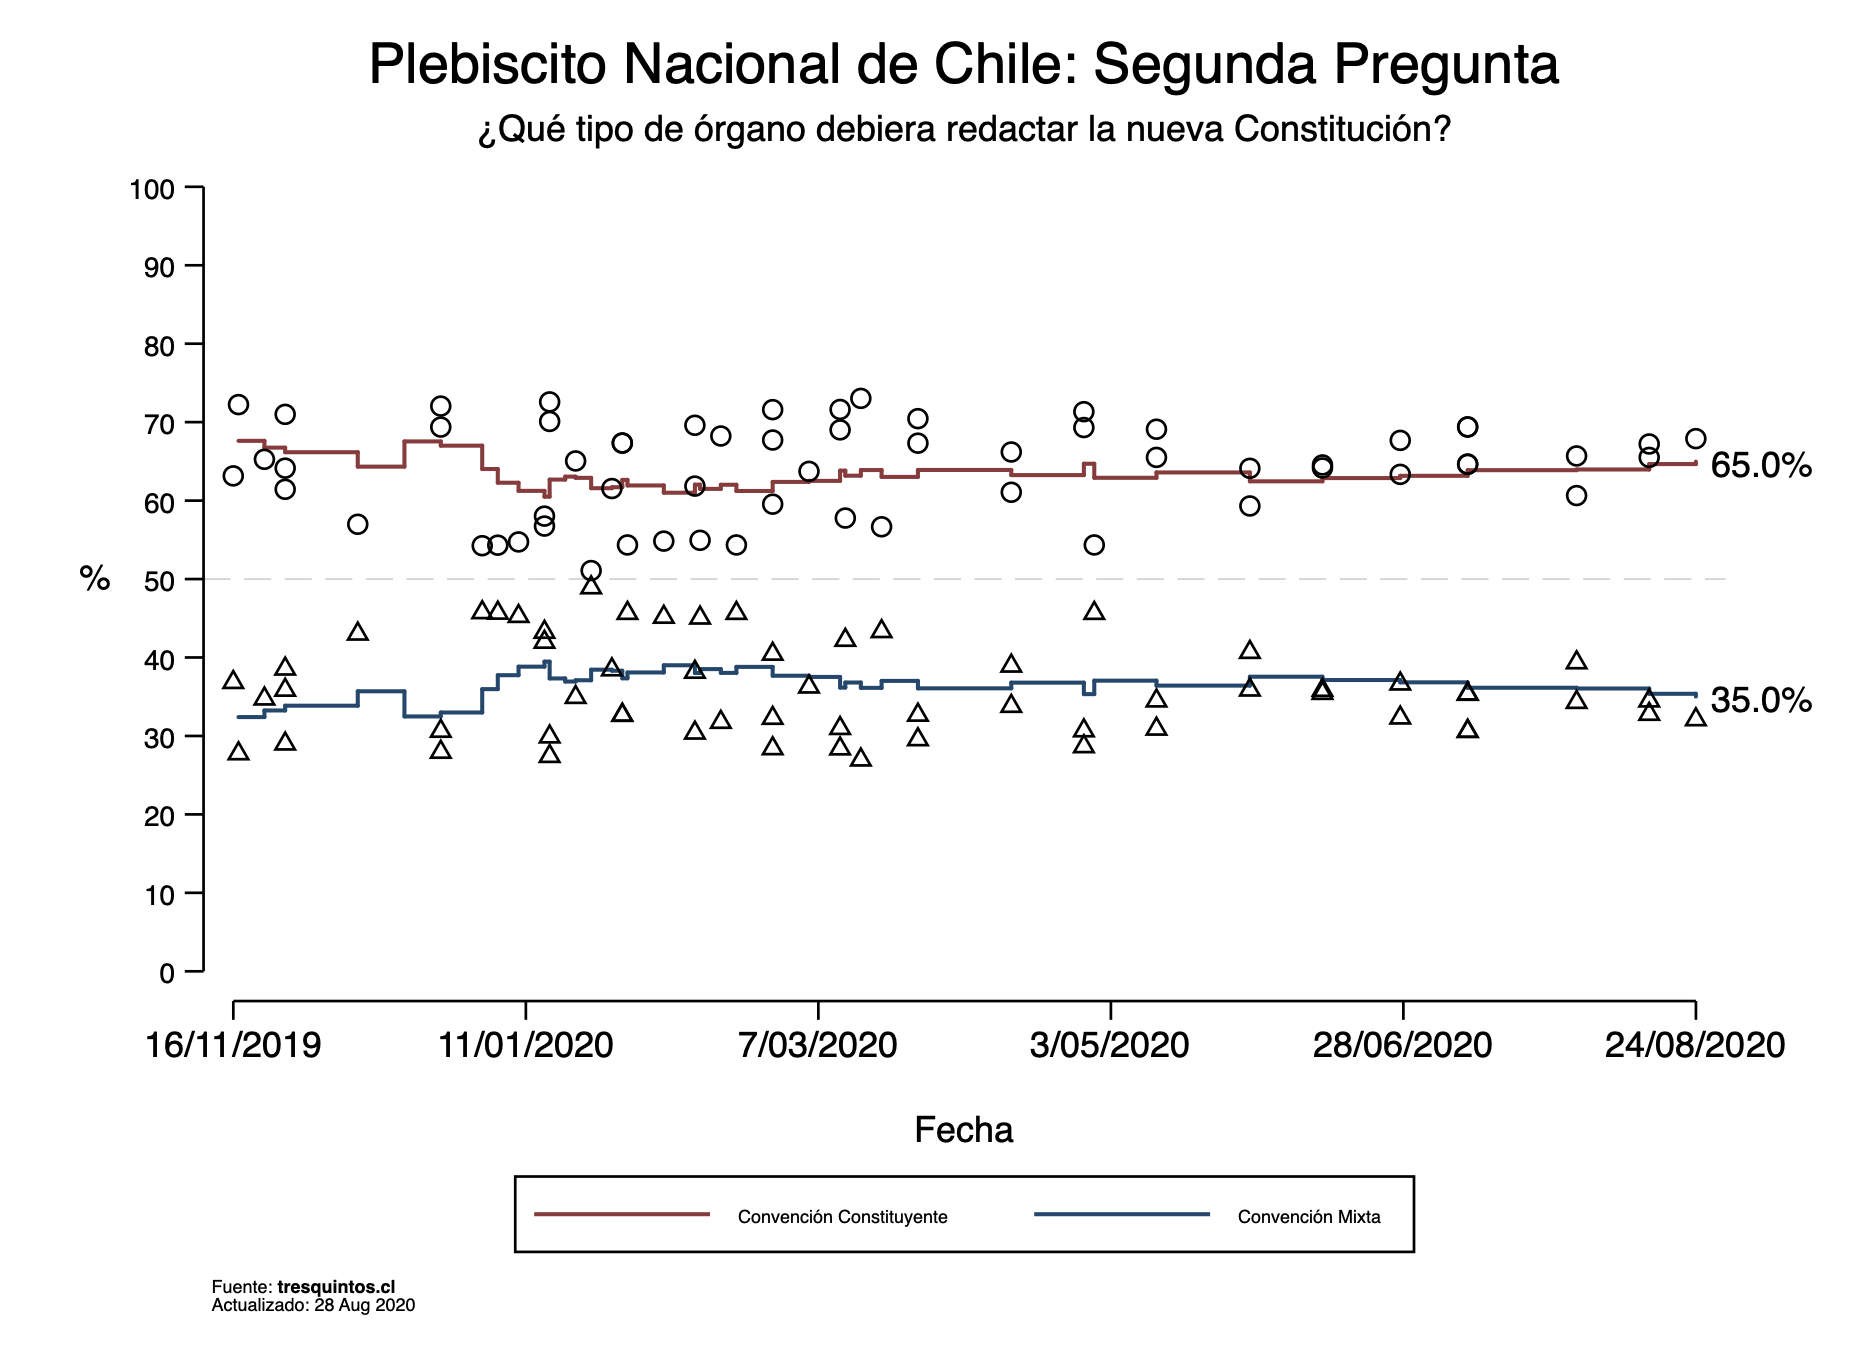 Plebiscito Nacional de Chile: Segunda Pregunta
¿Qué tipo de órgano debiera redactar la nueva Constitución?
100
90
80
70
60
50
40
30
20
10
0
%
65.0%
35.0%
16/11/2019
11/01/2020
7/03/2020
3/05/2020
28/06/2020
24/08/2020
Fecha
Convención Constituyente
Convención Mixta
Fuente: tresquintos.cl
Actualizado: 28 Aug 2020